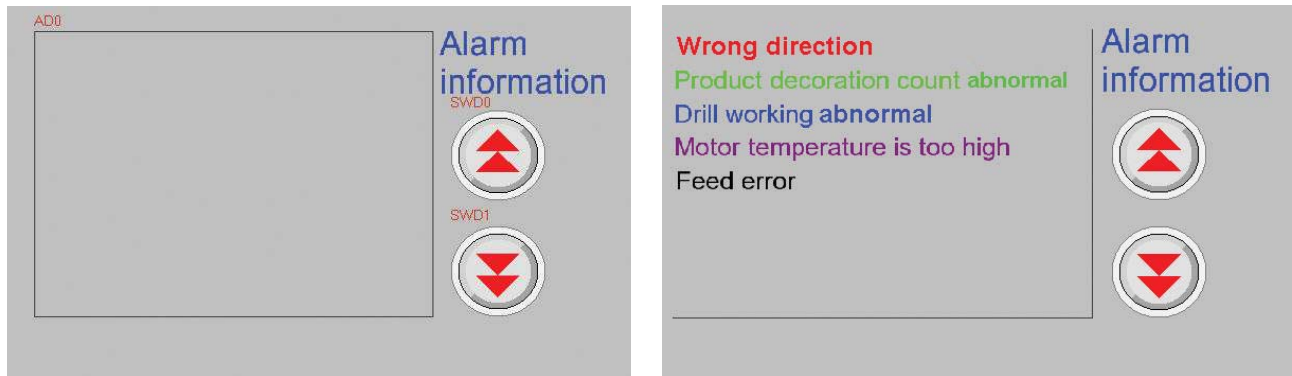 AD0
Alarm
information
SWD0
SWD1
Wrong direction
Product decoration count abnormal
Drill working abnormal
Motor temperature is too high
Feed error
Alarm
information